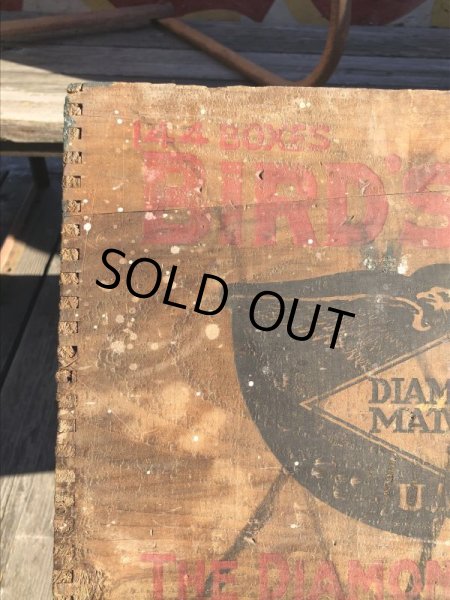 144 BOXES
BIRD'S
SOLD OUT
DIAM
MAT
U.
THE DIAMON